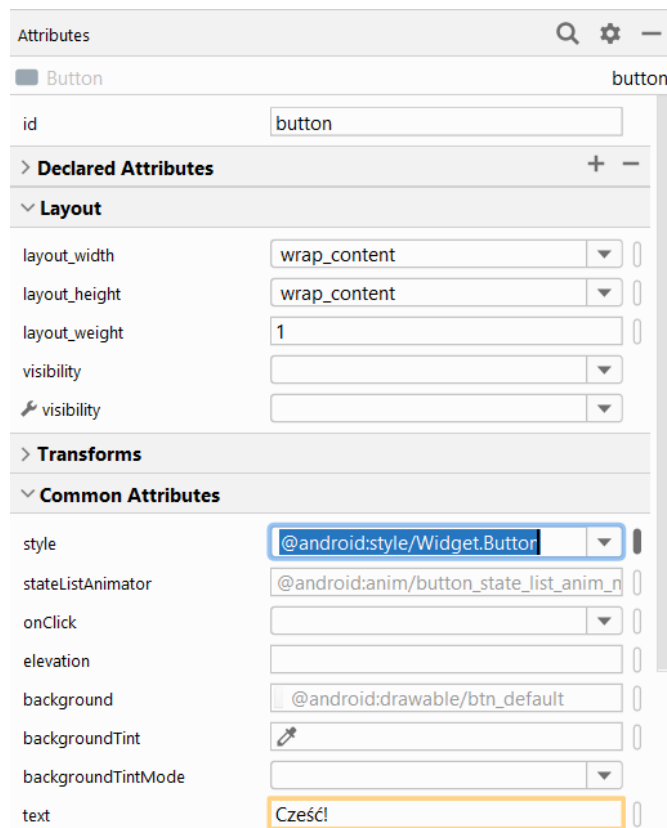 Attributes
Button button
id button
Declared Attributes
Layout
layout_width wrap_content
layout_height wrap_content
layout_weight 1
visibility
visibility
Transforms
Common Attributes
style @android:style/Widget.Button
stateListAnimator @android:anim/button_state_list_anim_m
onClick
elevation
background @android:drawable/btn_default
backgroundTint
backgroundTintMode
text Cześć!